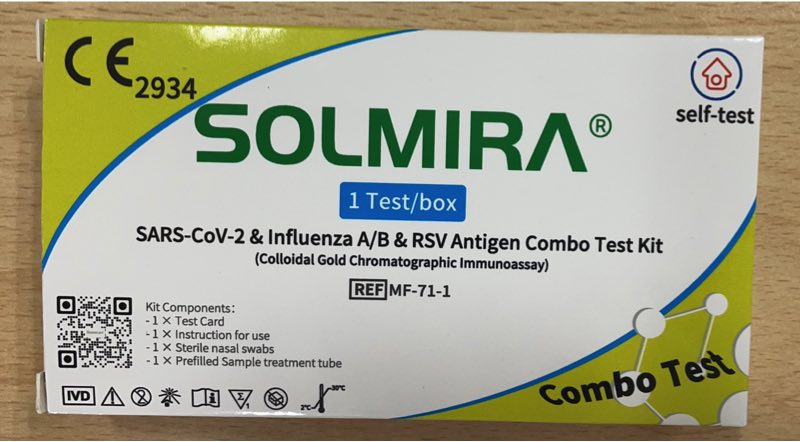 CE 2934
self-test
SOLMIRA®
1 Test/box
SARS-CoV-2 & Influenza A/B & RSV Antigen Combo Test Kit
(Colloidal Gold Chromatographic Immunoassay)
REF MF-71-1
Kit Components:
- 1 × Test Card
- 1 × Instruction for use
- 1 × Sterile nasal swabs
- 1 × Prefilled Sample treatment tube
IVD
1
2°C
30°C
Combo Test